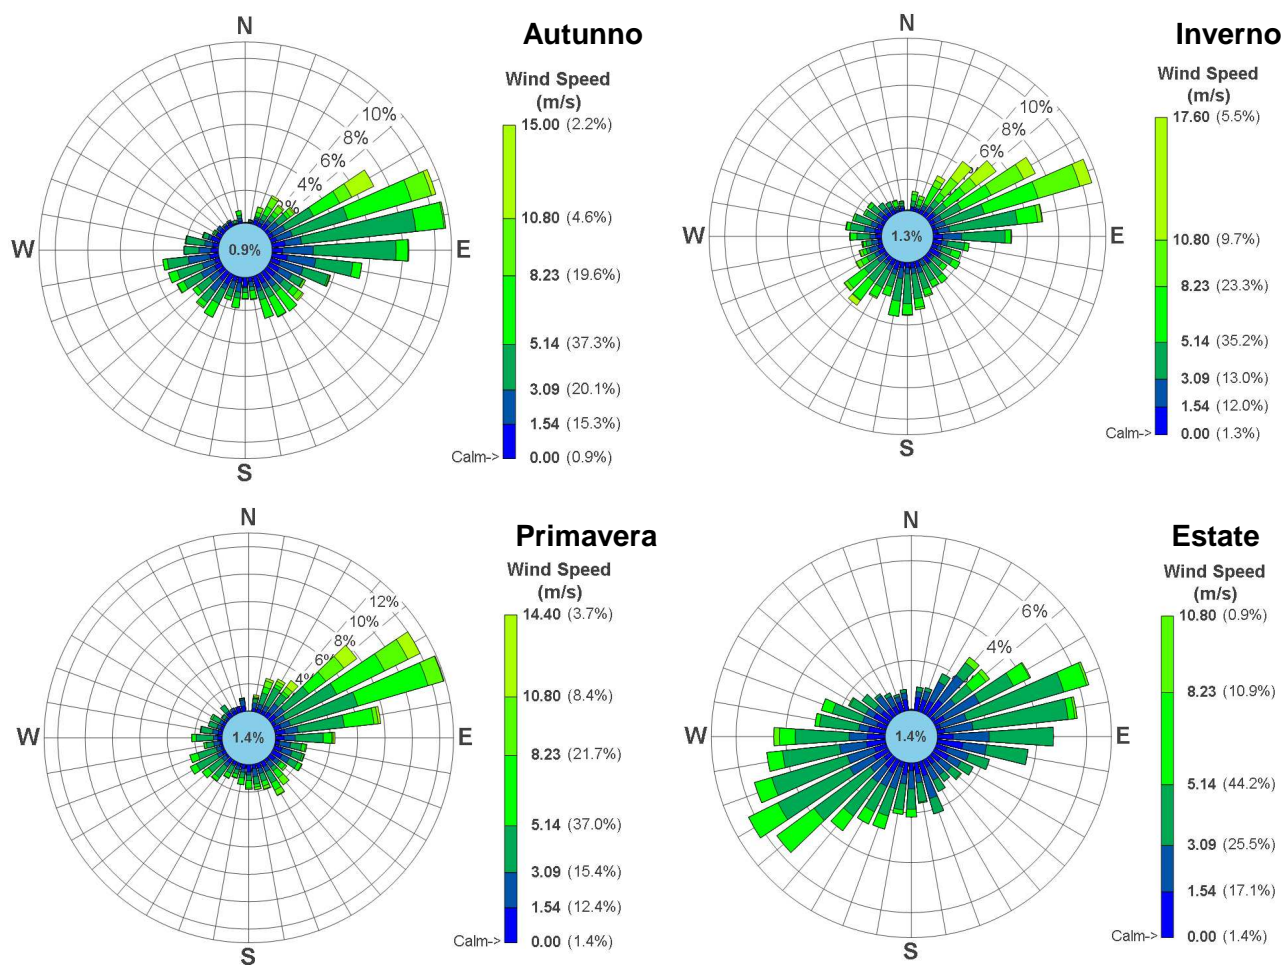 Autunno
N
Wind Speed
(m/s)
10%
8%
6%
4%
W
0.9%
E
S
15.00 (2.2%)
10.80 (4.6%)
8.23 (19.6%)
5.14 (37.3%)
3.09 (20.1%)
1.54 (15.3%)
Calm-> 0.00 (0.9%)
Inverno
N
Wind Speed
(m/s)
10%
8%
6%
W
1.3%
E
S
17.60 (5.5%)
10.80 (9.7%)
8.23 (23.3%)
5.14 (35.2%)
3.09 (13.0%)
1.54 (12.0%)
Calm-> 0.00 (1.3%)
Primavera
N
Wind Speed
(m/s)
12%
10%
8%
6%
4%
W
1.4%
E
S
14.40 (3.7%)
10.80 (8.4%)
8.23 (21.7%)
5.14 (37.0%)
3.09 (15.4%)
1.54 (12.4%)
Calm-> 0.00 (1.4%)
Estate
N
Wind Speed
(m/s)
6%
4%
W
1.4%
E
S
10.80 (0.9%)
8.23 (10.9%)
5.14 (44.2%)
3.09 (25.5%)
1.54 (17.1%)
Calm-> 0.00 (1.4%)